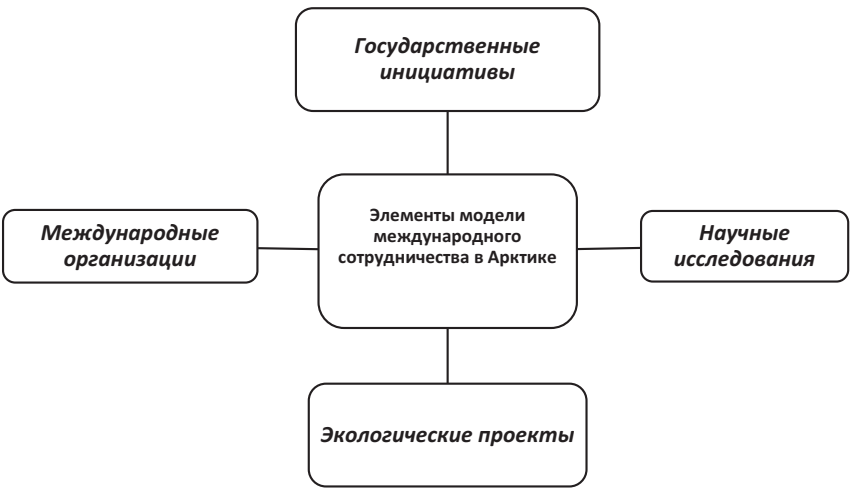 Государственные
инициативы
Элементы модели
международного
сотрудничества в Арктике
Международные
организации
Научные
исследования
Экологические проекты